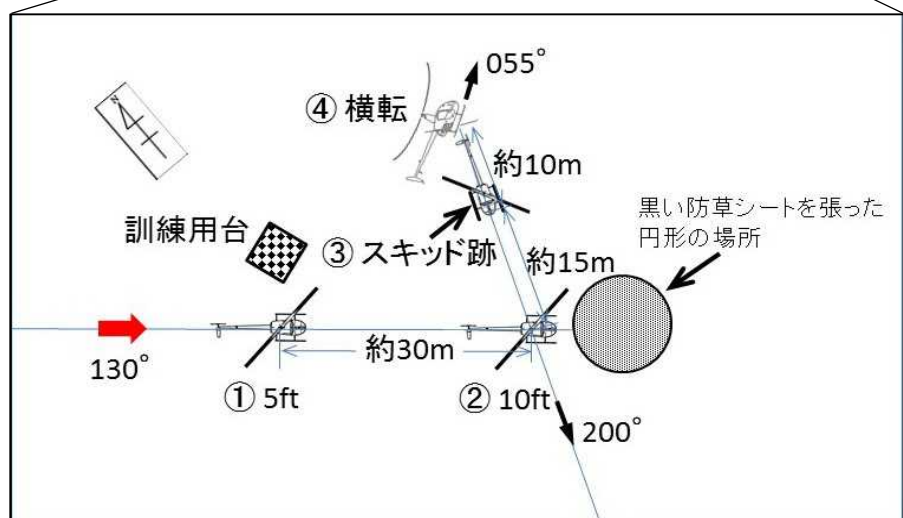 055°
④ 横転
N
約10m
訓練用台
黒い防草シートを張った
円形の場所
③ スキッド跡
約15m
130°
約30m
① 5ft
② 10ft
200°